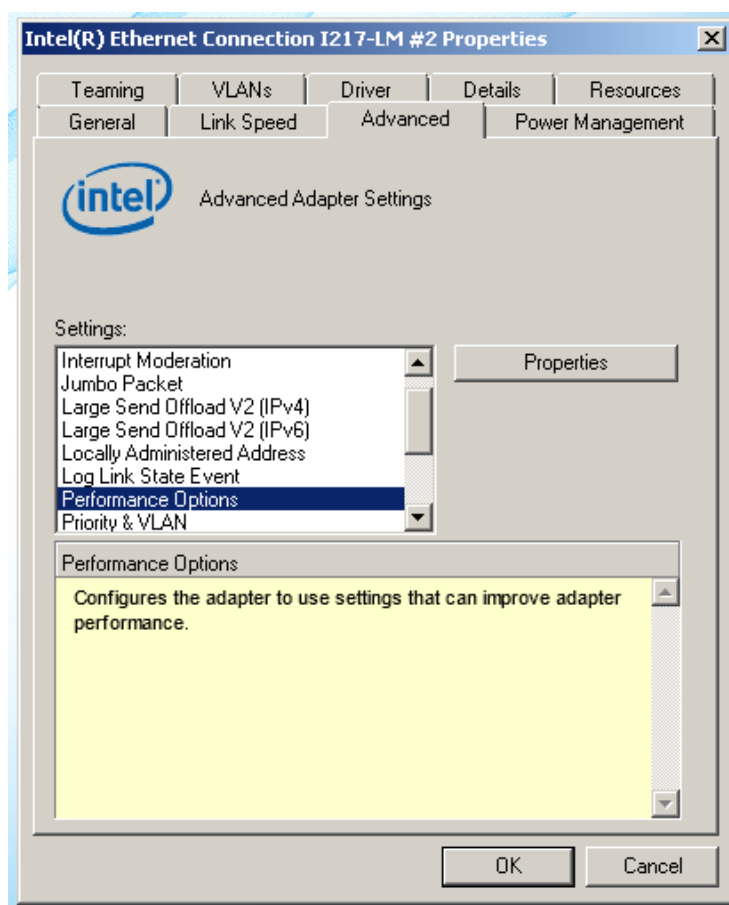 Intel(R) Ethernet Connection I217-LM #2 Properties
Teaming VLANs Driver Details Resources
General Link Speed Advanced Power Management
intel Advanced Adapter Settings
Settings:
Interrupt Moderation
Properties
Jumbo Packet
Large Send Offload V2 (IPv4)
Large Send Offload V2 (IPv6)
Locally Administered Address
Log Link State Event
Performance Options
Priority & VLAN
Performance Options
Configures the adapter to use settings that can improve adapter
performance.
OK Cancel